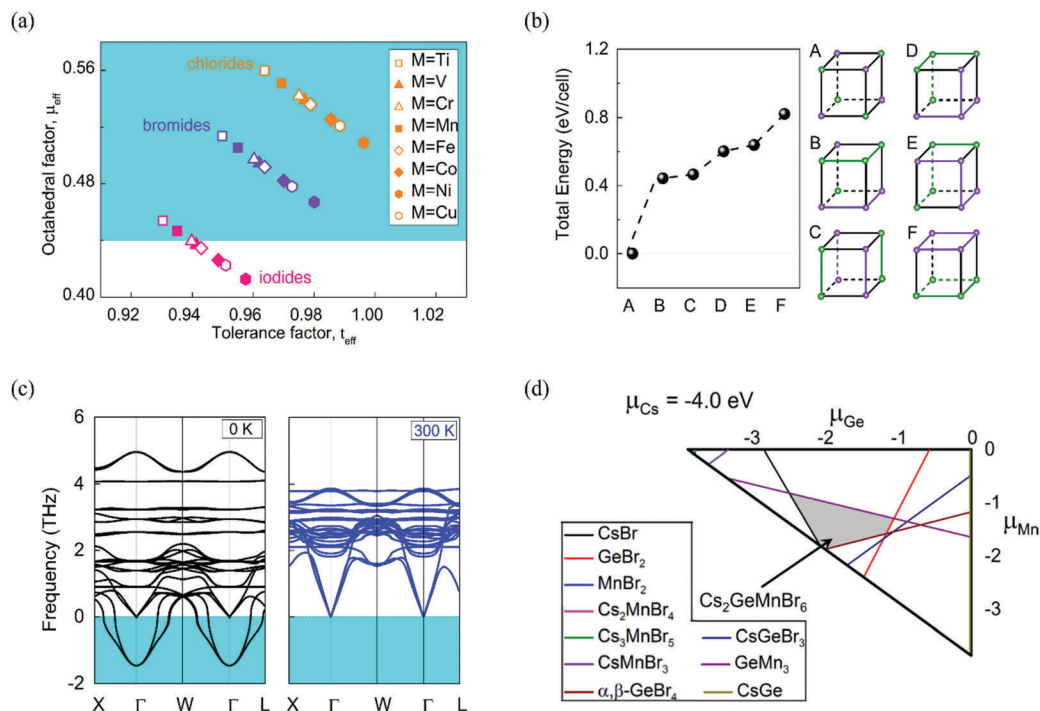 (a)
Octahedral factor, μeff
0.56
0.48
0.40
chlorides
bromides
iodides
M=Ti
M=V
M=Cr
M=Mn
M=Fe
M=Co
M=Ni
M=Cu
0.92 0.94 0.96 0.98 1.00 1.02
Tolerance factor, teff
(b)
Total Energy (eV/cell)
1.2
0.8
0.4
0.0
A B C D E F
A D
B E
C F
(c)
Frequency (THz)
6
4
2
0
-2
0 K
300 K
X Γ W Γ L
X Γ W Γ L
(d)
μCs = -4.0 eV
μGe
-3 -2 -1 0
0
-1
μMn
-2
-3
CsBr
GeBr2
MnBr2
Cs2MnBr4
Cs3MnBr5
CsMnBr3
α,β-GeBr4
Cs2GeMnBr6
CsGeBr3
GeMn3
CsGe